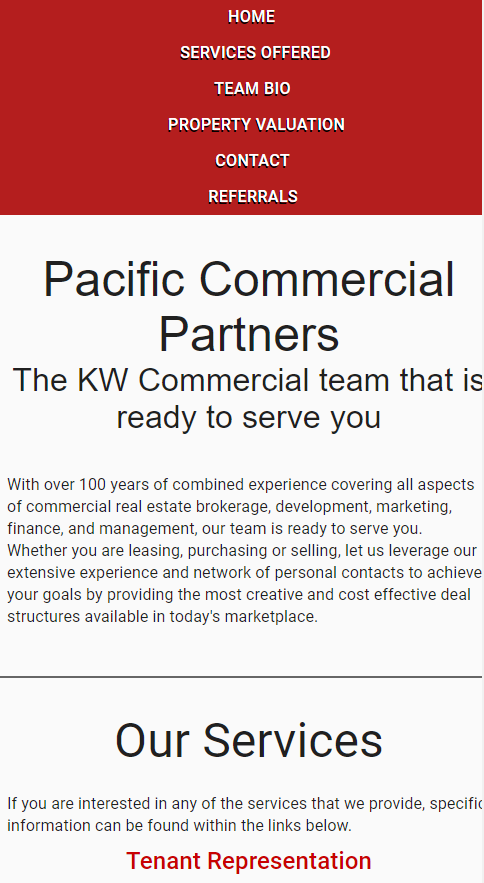 HOME
SERVICES OFFERED
TEAM BIO
PROPERTY VALUATION
CONTACT
REFERRALS
Pacific Commercial
Partners
The KW Commercial team that is
ready to serve you
With over 100 years of combined experience covering all aspects
of commercial real estate brokerage, development, marketing,
finance, and management, our team is ready to serve you.
Whether you are leasing, purchasing or selling, let us leverage our
extensive experience and network of personal contacts to achieve
your goals by providing the most creative and cost effective deal
structures available in today's marketplace.
Our Services
If you are interested in any of the services that we provide, specific
information can be found within the links below.
Tenant Representation